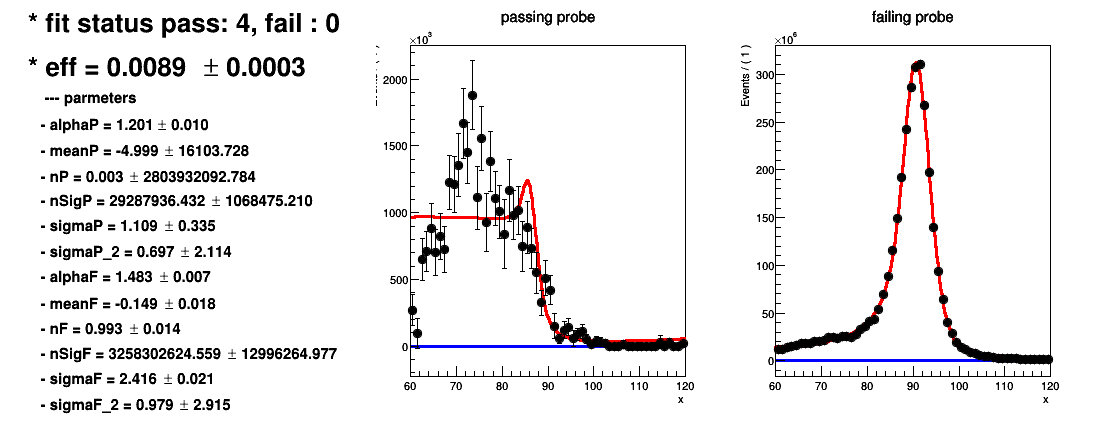 * fit status pass: 4, fail : 0
* eff = 0.0089 ± 0.0003
--- parmeters
- alphaP = 1.201 ± 0.010
- meanP = -4.999 ± 16103.728
- nP = 0.003 ± 2803932092.784
- nSigP = 29287936.432 ± 1068475.210
- sigmaP = 1.109 ± 0.335
- sigmaP_2 = 0.697 ± 2.114
- alphaF = 1.483 ± 0.007
- meanF = -0.149 ± 0.018
- nF = 0.993 ± 0.014
- nSigF = 3258302624.559 ± 12996264.977
- sigmaF = 2.416 ± 0.021
- sigmaF_2 = 0.979 ± 2.915
passing probe
×10³
2000
1500
1000
500
0
60 70 80 90 100 110 120
x
failing probe
×10⁶
Events / ( 1 )
300
250
200
150
100
50
0
60 70 80 90 100 110 120
x